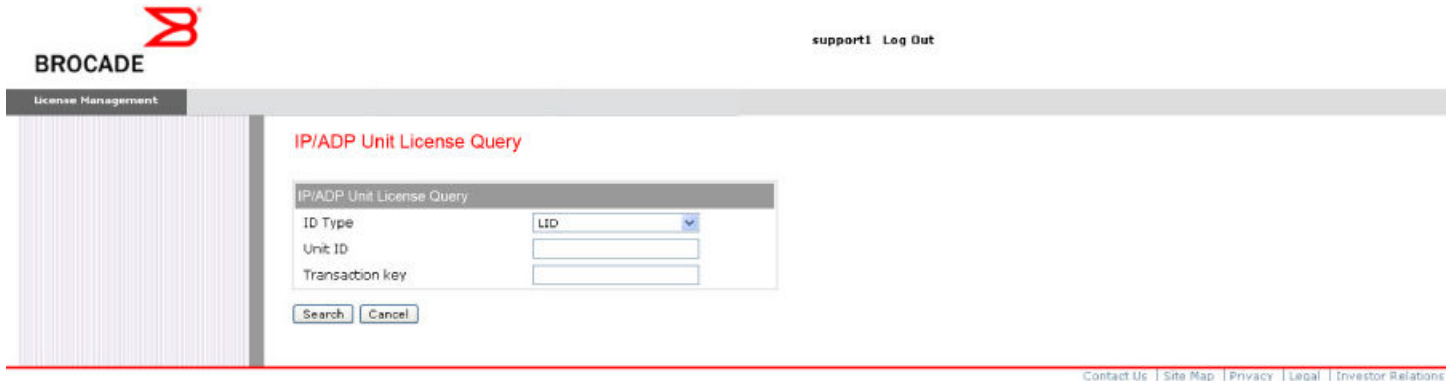 BROCADE
support1 Log Out
License Management
IP/ADP Unit License Query
IP/ADP Unit License Query
ID Type LID
Unit ID
Transaction key
Search Cancel
Contact Us | Site Map | Privacy | Legal | Investor Relations